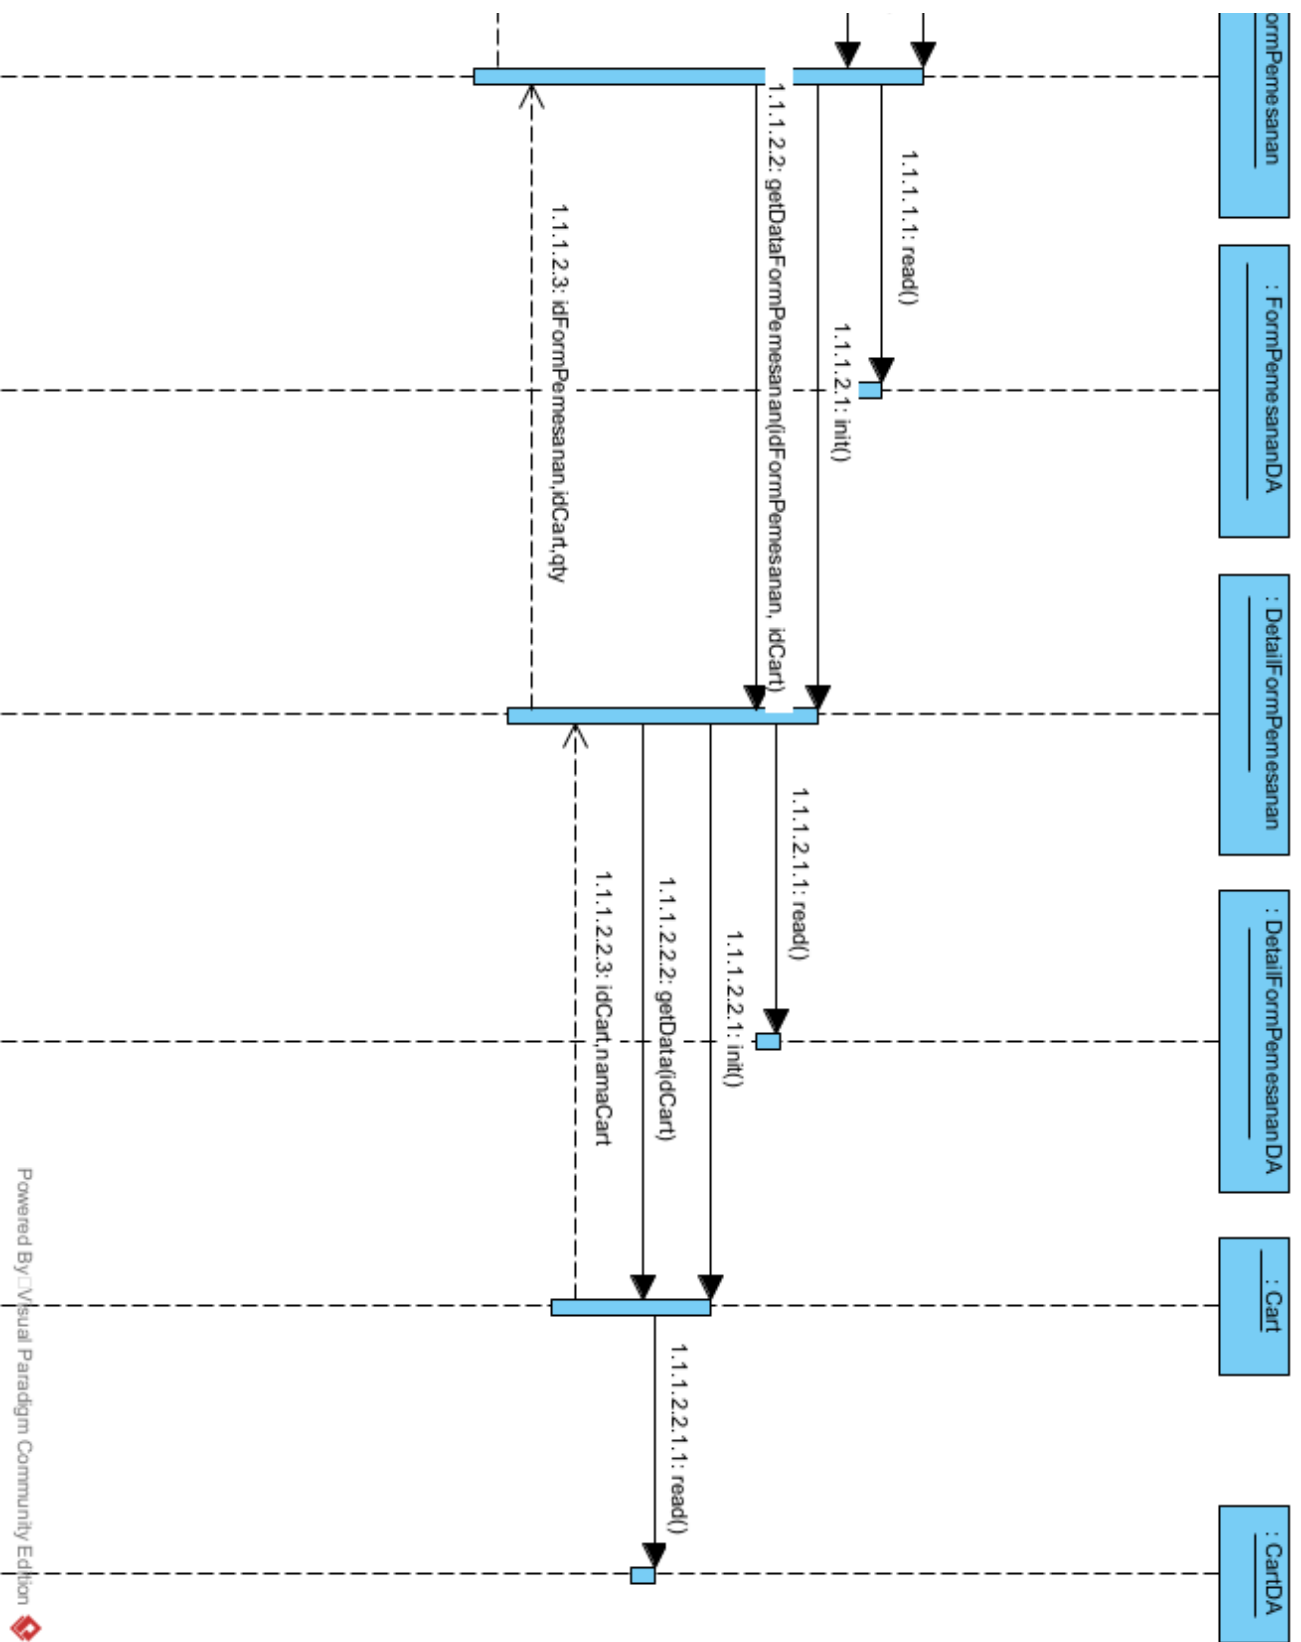 ormPemesanan
: FormPemesananDA
: DetailFormPemesanan
: DetailFormPemesananDA
: Cart
: CartDA
1.1.1.1.1: read()
1.1.1.2.1: init()
1.1.1.2.2: getDataFormPemesanan(idFormPemesanan, idCart)
1.1.1.2.1.1: read()
1.1.1.2.2.1: init()
1.1.1.2.2.1.1: read()
1.1.1.2.2.2: getData(idCart)
1.1.1.2.2.3: idCart,namaCart
1.1.1.2.3: idFormPemesanan,idCart,qty
Powered By□Visual Paradigm Community Edition